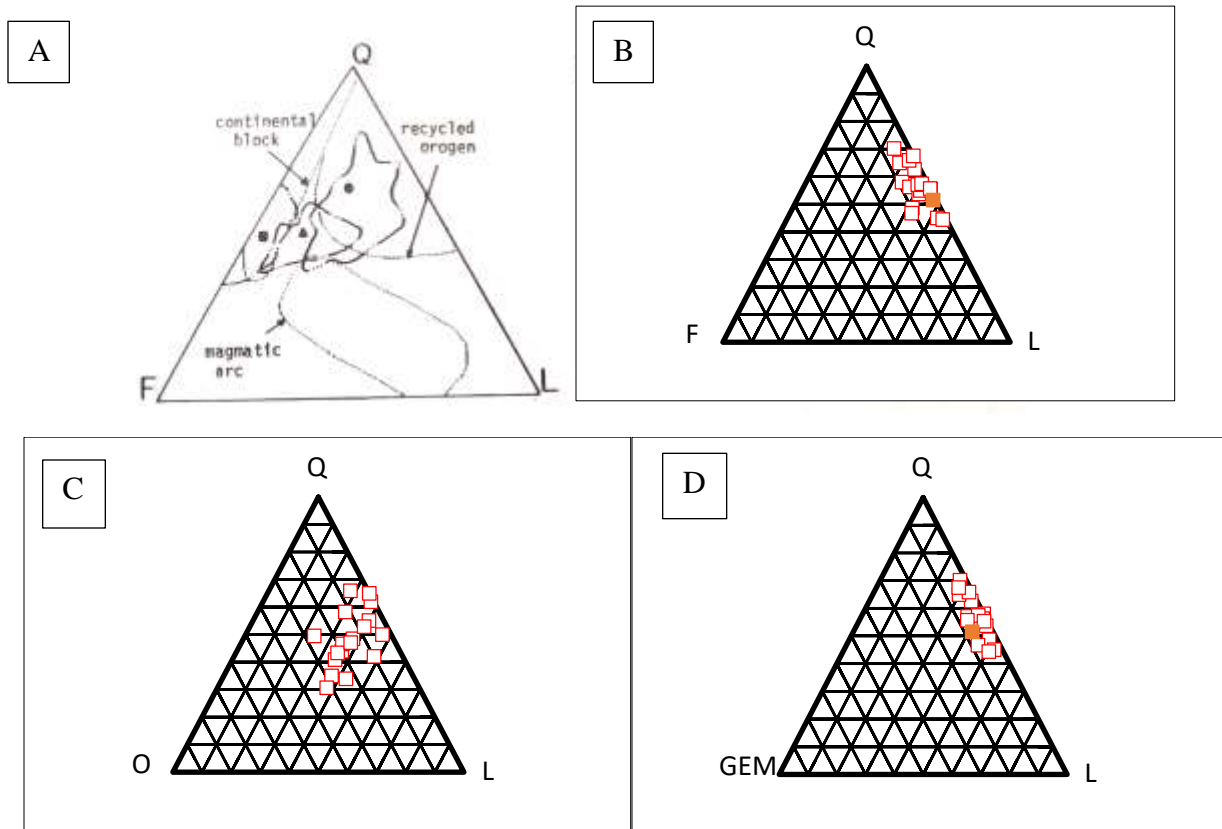 A
Q
continental
block
recycled
orogen
magmatic
arc
F
L
B
Q
F
L
C
Q
O
L
D
Q
GEM
L